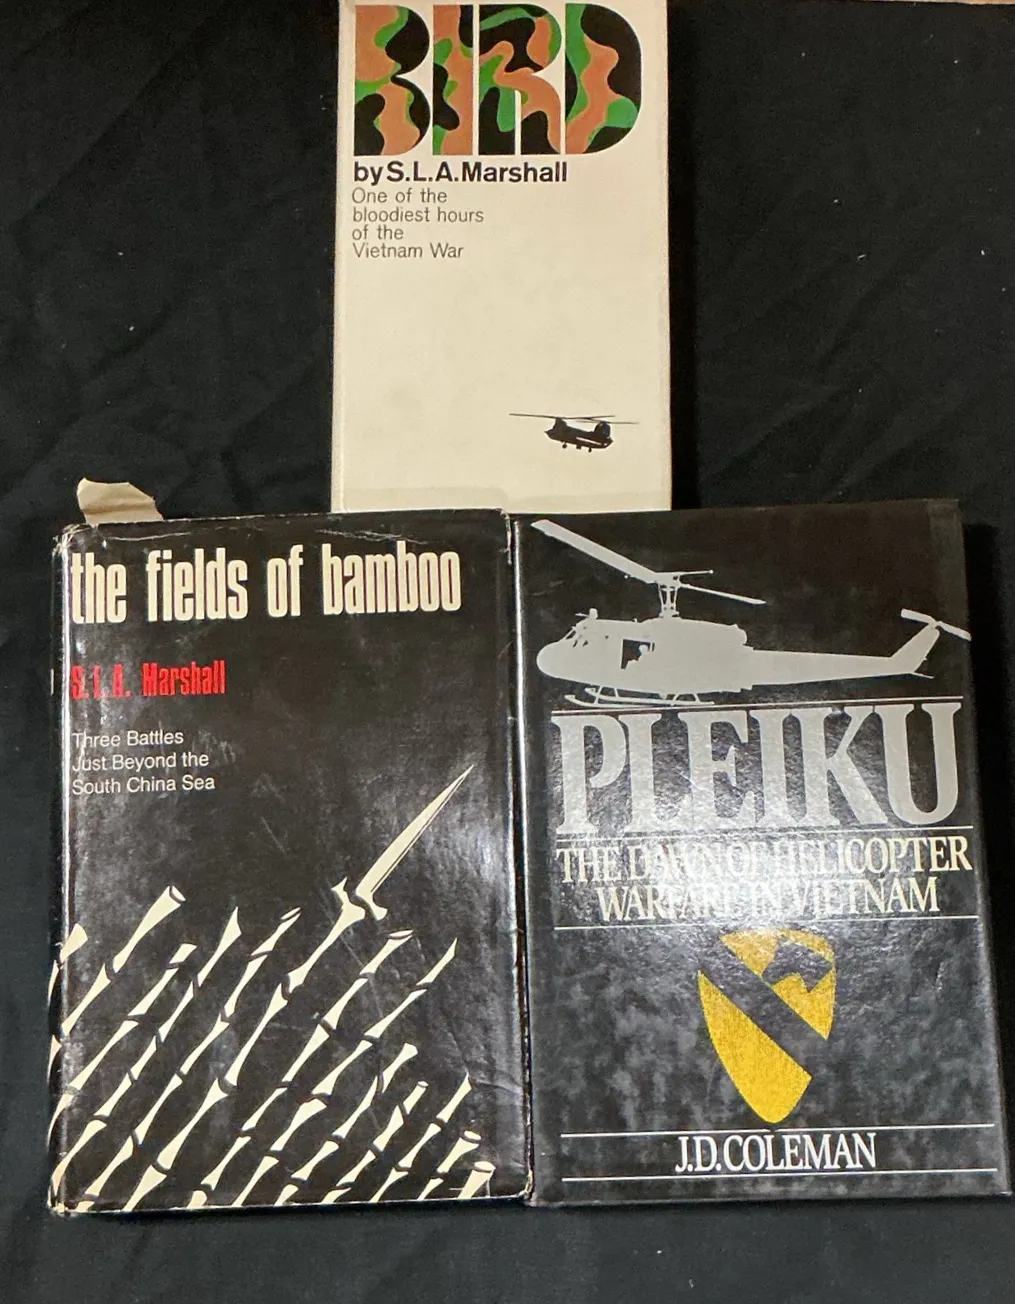 BIRD
by S.L.A. Marshall
One of the
bloodiest hours
of the
Vietnam War
the fields of bamboo
S.L.A. Marshall
Three Battles
Just Beyond the
South China Sea
PLEIKU
THE DAWN OF HELICOPTER
WARFARE IN VIETNAM
J.D. COLEMAN